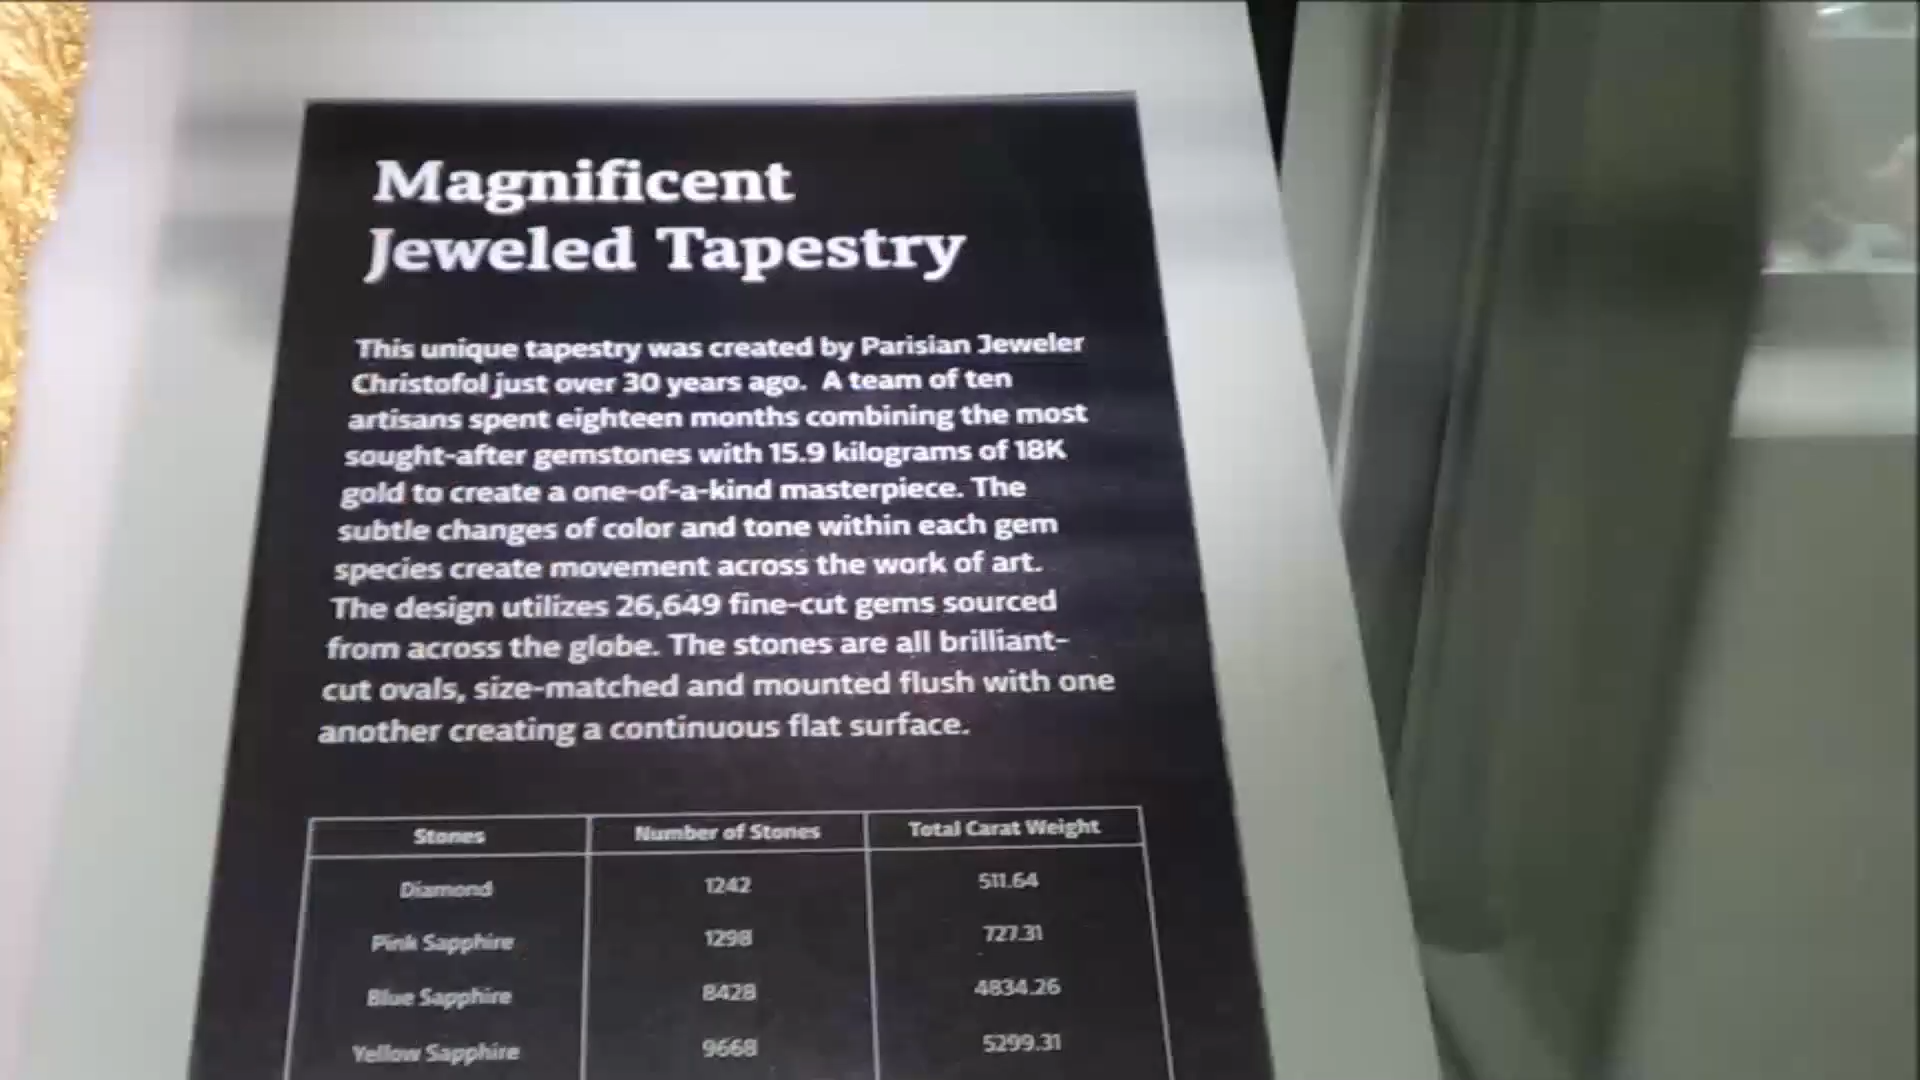 Magnificent
Jeweled Tapestry
This unique tapestry was created by Parisian Jeweler
Christofol just over 30 years ago. A team of ten
artisans spent eighteen months combining the most
sought-after gemstones with 15.9 kilograms of 18K
gold to create a one-of-a-kind masterpiece. The
subtle changes of color and tone within each gem
species create movement across the work of art.
The design utilizes 26,649 fine-cut gems sourced
from across the globe. The stones are all brilliant-
cut ovals, size-matched and mounted flush with one
another creating a continuous flat surface.
Stones Number of Stones Total Carat Weight
Diamond 1242 511.64
Pink Sapphire 1298 727.31
Blue Sapphire 8428 4834.26
Yellow Sapphire 9668 5299.31